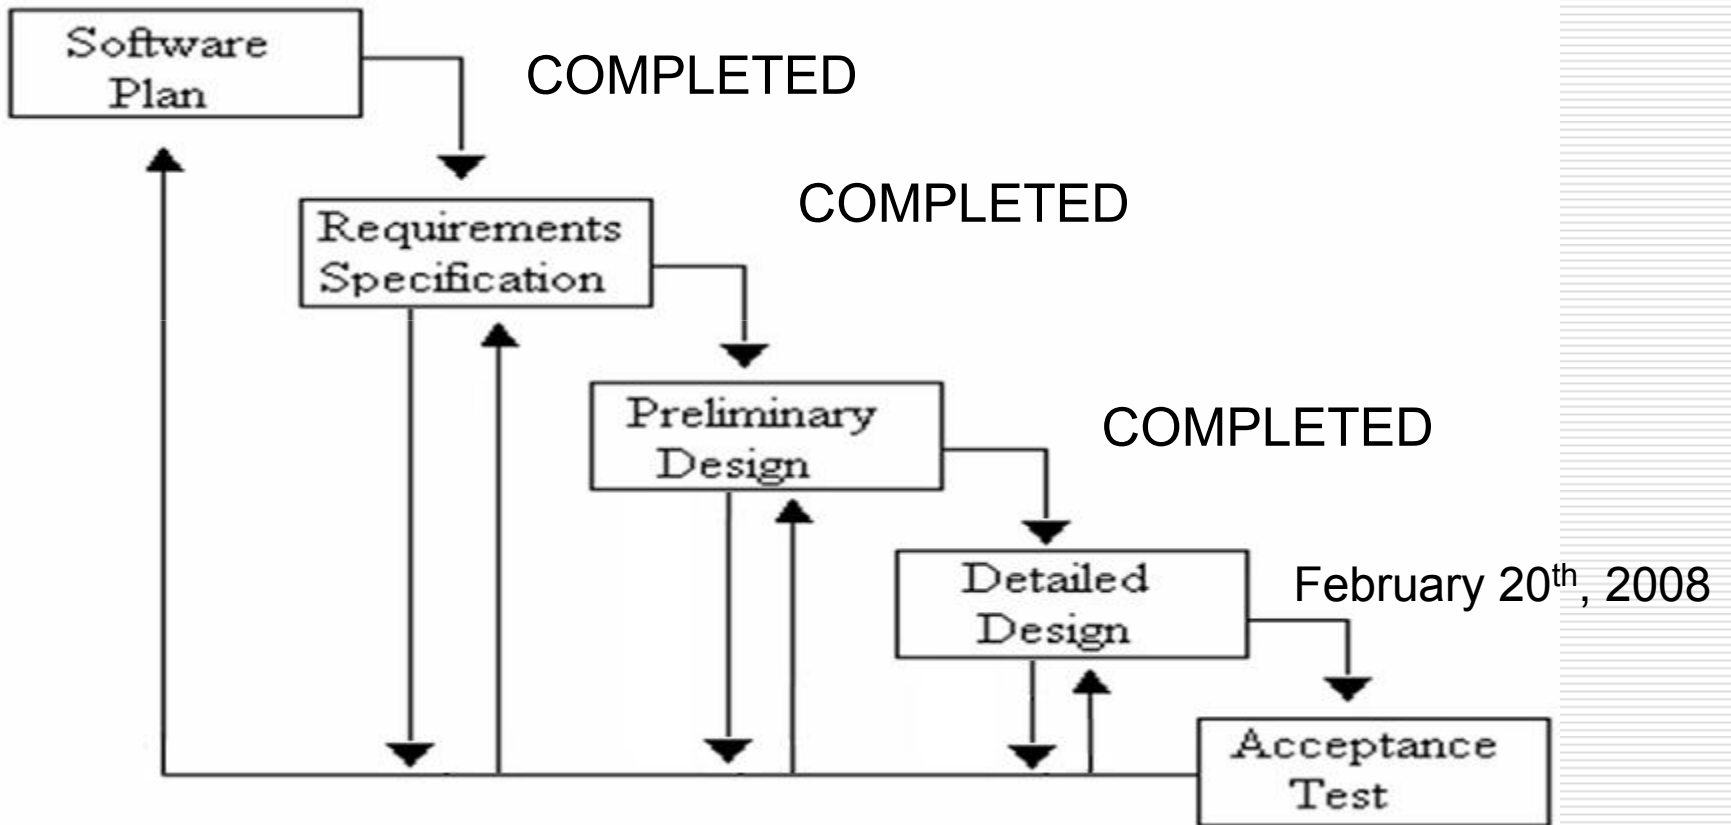 Software
Plan
COMPLETED
Requirements
Specification
COMPLETED
Preliminary
Design
COMPLETED
Detailed
Design
February 20th, 2008
Acceptance
Test